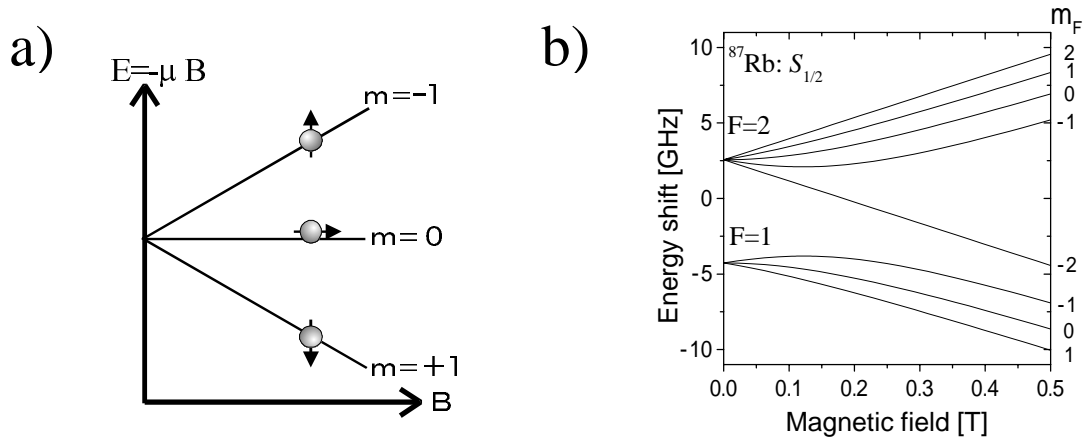 a)
E=-μ B
m=-1
m=0
m=+1
B
b)
⁸⁷Rb: S₁/₂
F=2
F=1
Energy shift [GHz]
10
5
0
-5
-10
0.0 0.1 0.2 0.3 0.4 0.5
Magnetic field [T]
m_F
2
1
0
-1
-2
-1
0
1